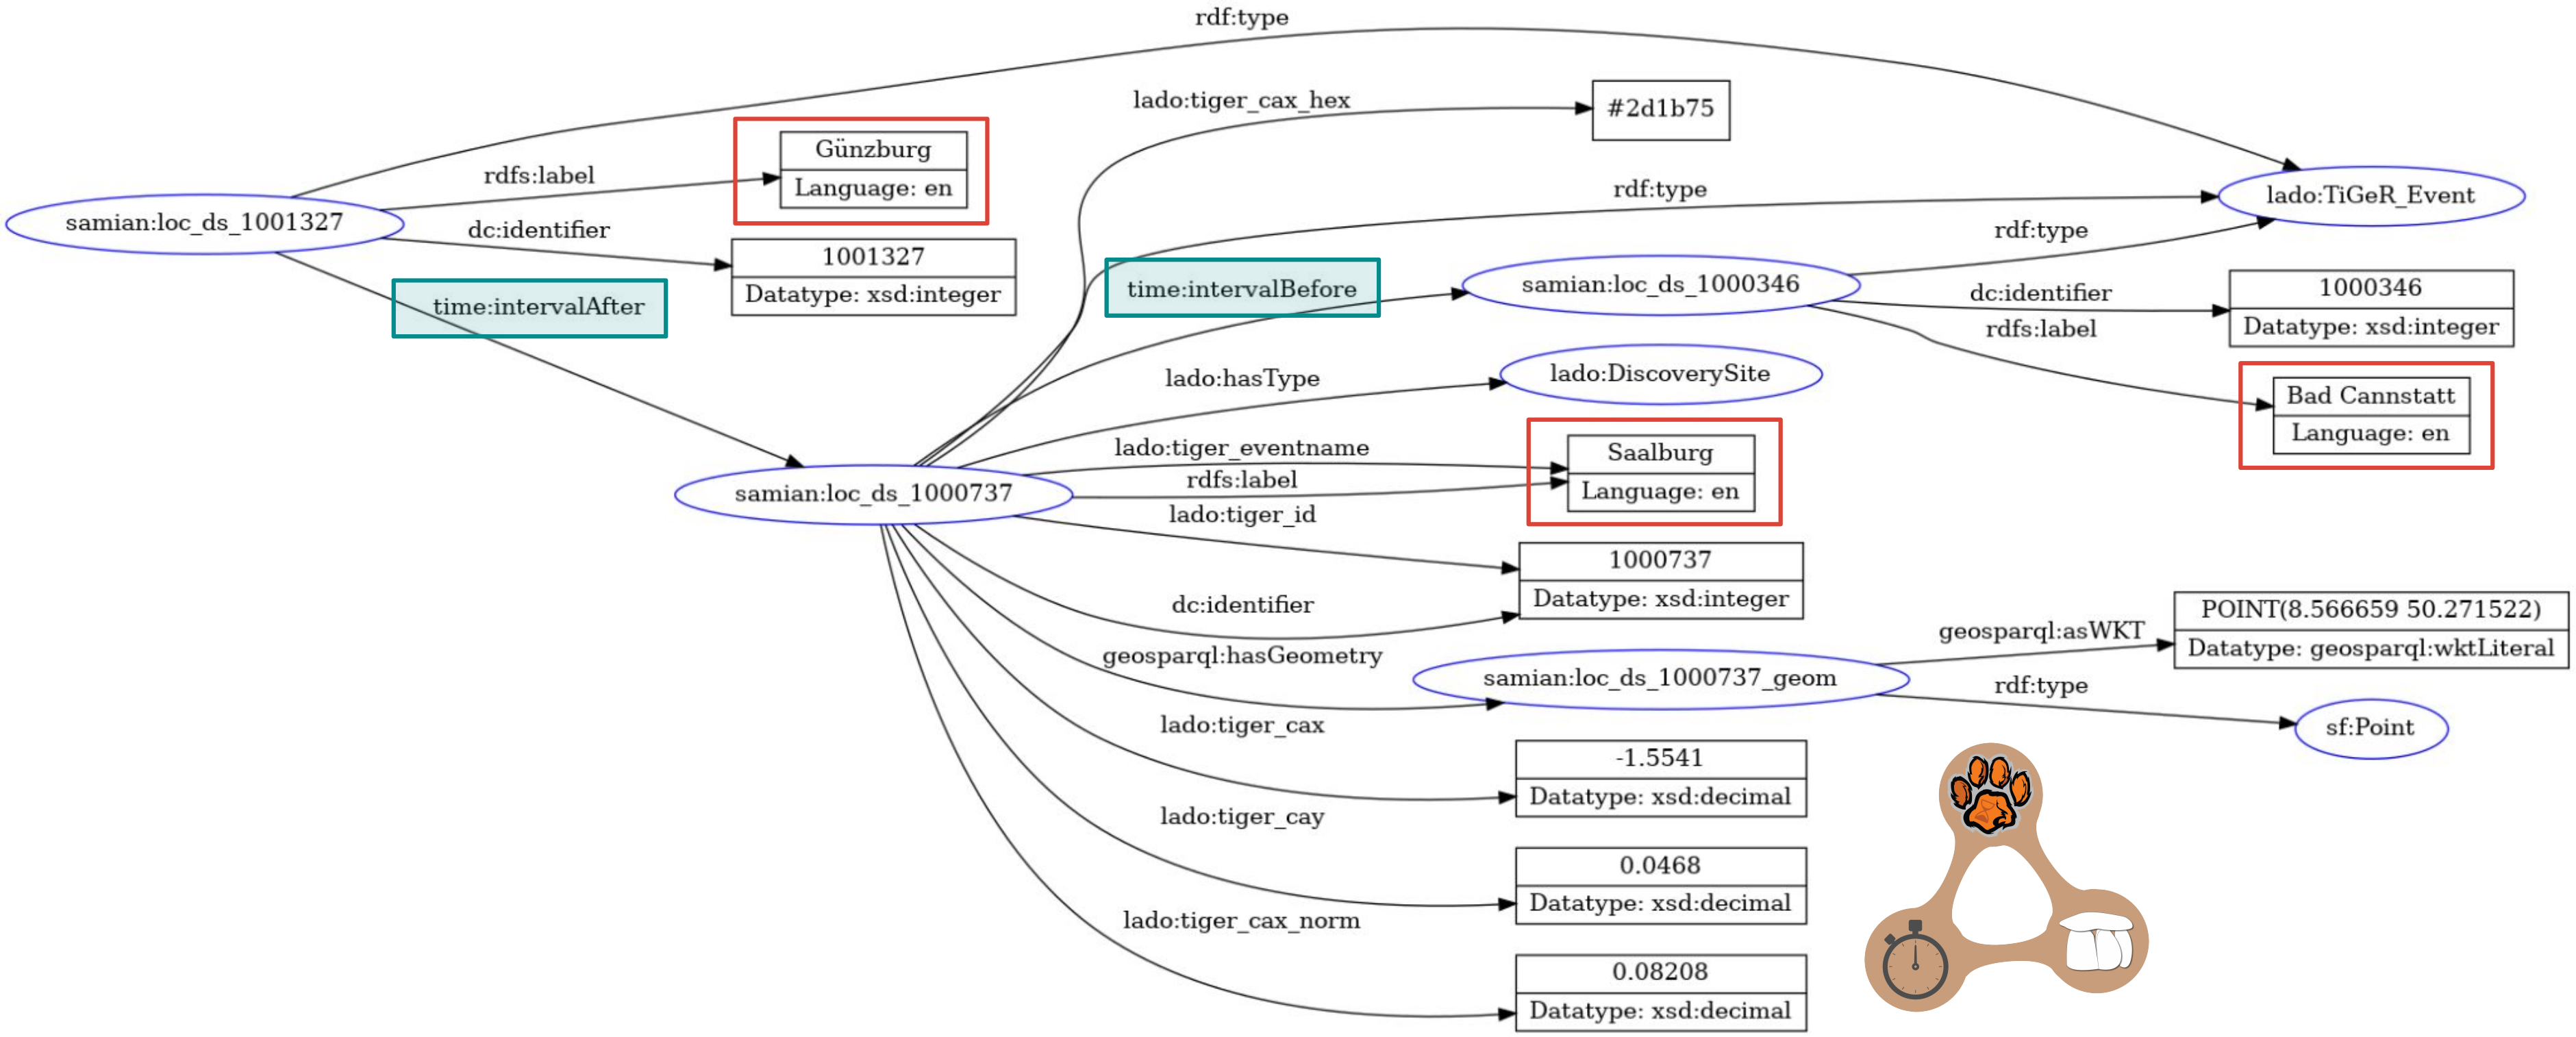 rdf:type
lado:tiger_cax_hex
#2d1b75
Günzburg
Language: en
rdfs:label
rdf:type
lado:TiGeR_Event
samian:loc_ds_1001327
dc:identifier
rdf:type
1001327
Datatype: xsd:integer
time:intervalAfter
time:intervalBefore
samian:loc_ds_1000346
dc:identifier
1000346
Datatype: xsd:integer
rdfs:label
lado:hasType
lado:DiscoverySite
Bad Cannstatt
Language: en
lado:tiger_eventname
Saalburg
Language: en
rdfs:label
samian:loc_ds_1000737
lado:tiger_id
1000737
Datatype: xsd:integer
dc:identifier
geosparql:hasGeometry
samian:loc_ds_1000737_geom
geosparql:asWKT
POINT(8.566659 50.271522)
Datatype: geosparql:wktLiteral
rdf:type
sf:Point
lado:tiger_cax
-1.5541
Datatype: xsd:decimal
lado:tiger_cay
0.0468
Datatype: xsd:decimal
lado:tiger_cax_norm
0.08208
Datatype: xsd:decimal